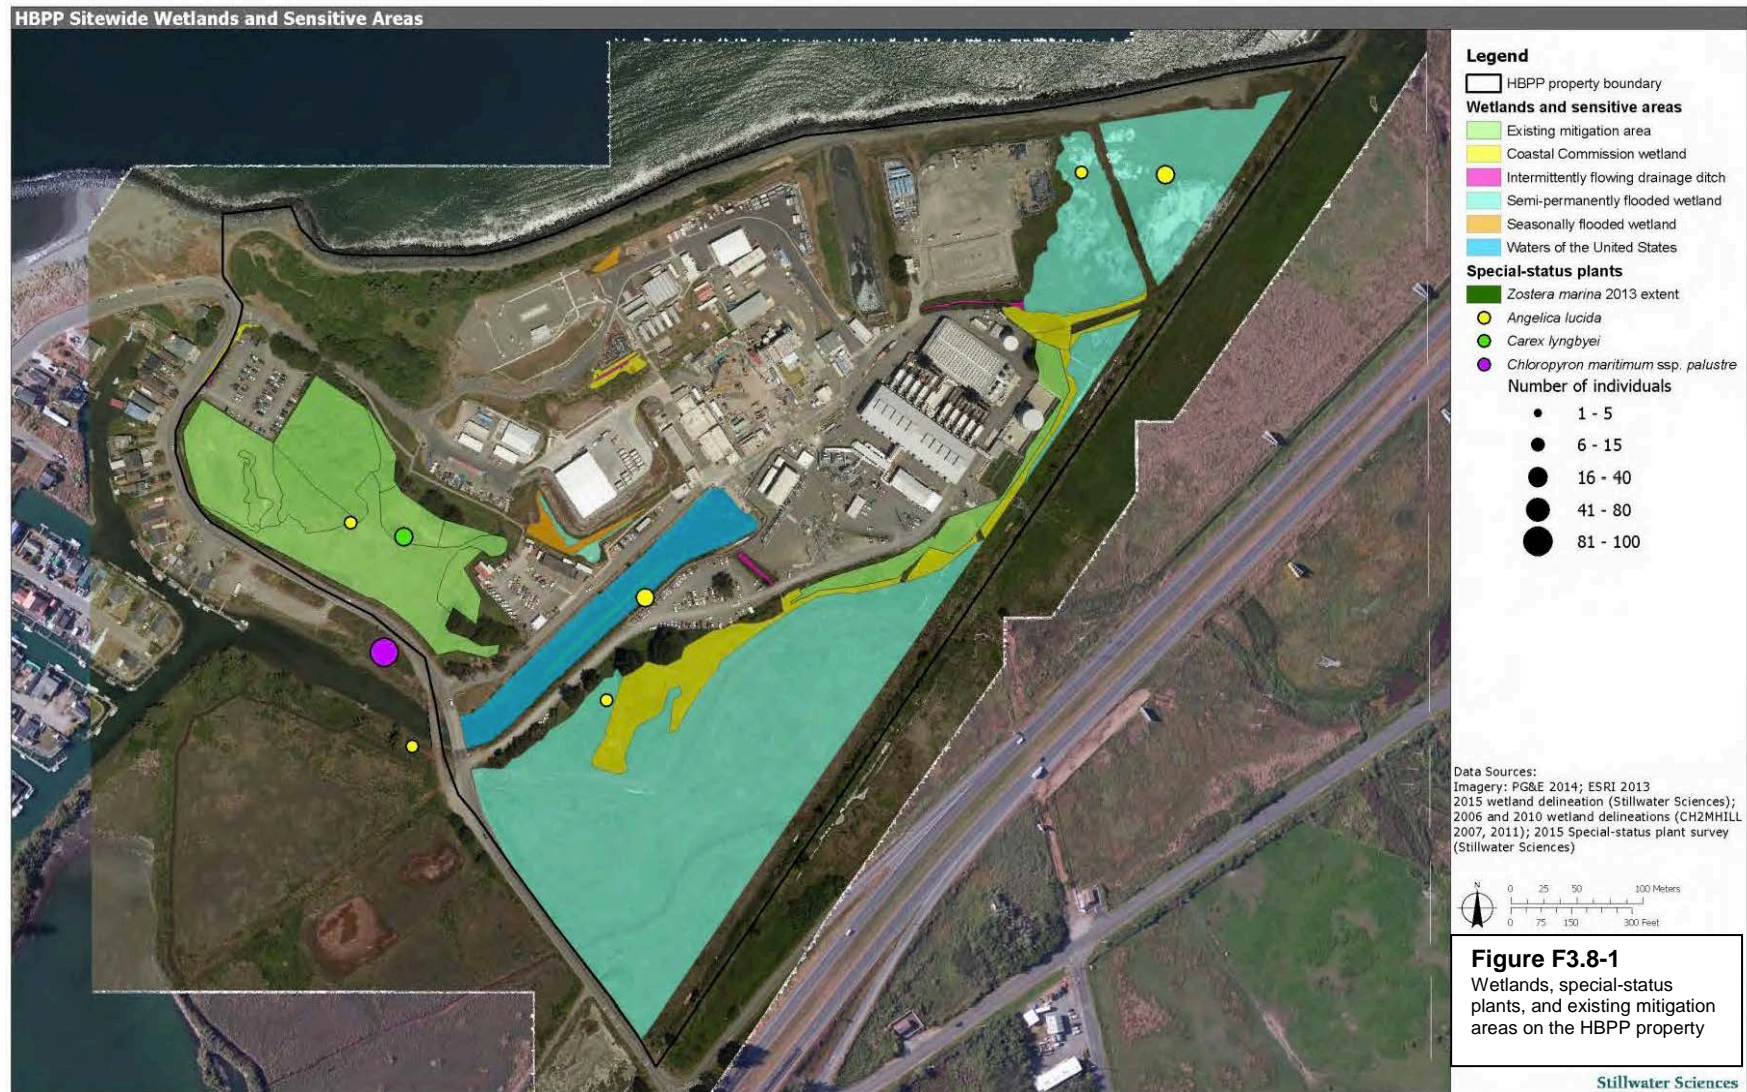 HBPP Sitewide Wetlands and Sensitive Areas
Legend
HBPP property boundary
Wetlands and sensitive areas
Existing mitigation area
Coastal Commission wetland
Intermittently flowing drainage ditch
Semi-permanently flooded wetland
Seasonally flooded wetland
Waters of the United States
Special-status plants
Zostera marina 2013 extent
Angelica lucida
Carex lyngbyei
Chloropyron maritimum ssp. palustre
Number of individuals
1 - 5
6 - 15
16 - 40
41 - 80
81 - 100
Data Sources:
Imagery: PG&E 2014; ESRI 2013
2015 wetland delineation (Stillwater Sciences);
2006 and 2010 wetland delineations (CH2MHILL
2007, 2011); 2015 Special-status plant survey
(Stillwater Sciences)
N
0 25 50 100 Meters
0 75 150 300 Feet
Figure F3.8-1
Wetlands, special-status
plants, and existing mitigation
areas on the HBPP property
Stillwater Sciences